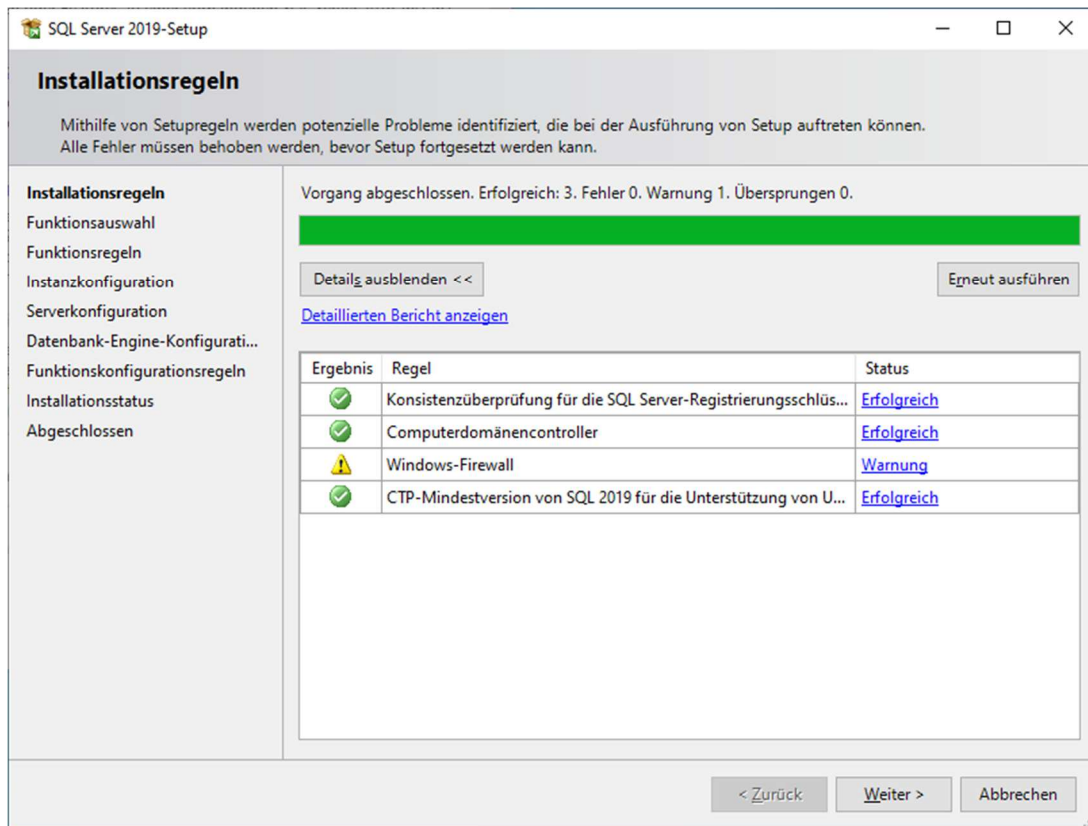 SQL Server 2019-Setup
Installationsregeln
Mithilfe von Setupregeln werden potenzielle Probleme identifiziert, die bei der Ausführung von Setup auftreten können.
Alle Fehler müssen behoben werden, bevor Setup fortgesetzt werden kann.
Installationsregeln
Funktionsauswahl
Funktionsregeln
Instanzkonfiguration
Serverkonfiguration
Datenbank-Engine-Konfigurati...
Funktionskonfigurationsregeln
Installationsstatus
Abgeschlossen
Vorgang abgeschlossen. Erfolgreich: 3. Fehler 0. Warnung 1. Übersprungen 0.
Details ausblenden <<
Erneut ausführen
Detaillierten Bericht anzeigen
Ergebnis Regel Status
Konsistenzüberprüfung für die SQL Server-Registrierungsschlüs... Erfolgreich
Computerdomänencontroller Erfolgreich
Windows-Firewall Warnung
CTP-Mindestversion von SQL 2019 für die Unterstützung von U... Erfolgreich
< Zurück Weiter > Abbrechen